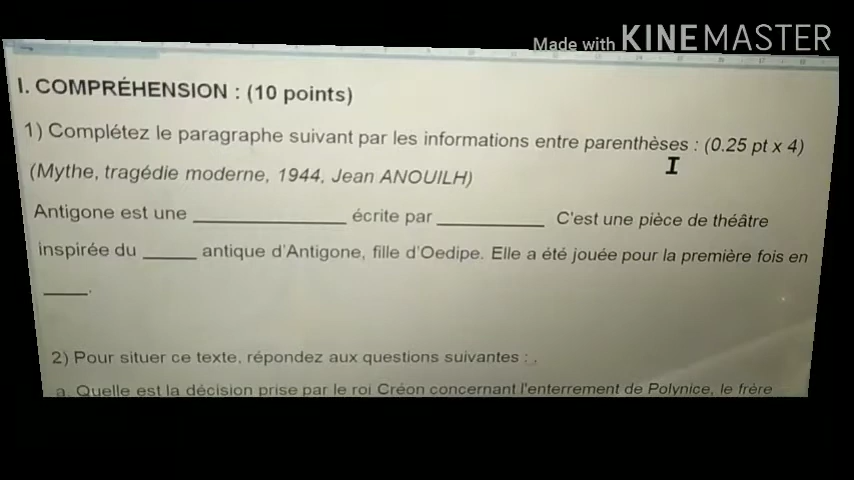 Made with KINEMASTER
I. COMPRÉHENSION : (10 points)
1) Complétez le paragraphe suivant par les informations entre parenthèses : (0.25 pt x 4)
(Mythe, tragédie moderne, 1944, Jean ANOUILH)
Antigone est une ______________ écrite par __________ C'est une pièce de théâtre
inspirée du _____ antique d'Antigone, fille d'Oedipe. Elle a été jouée pour la première fois en
____.
2) Pour situer ce texte, répondez aux questions suivantes : .
a. Quelle est la décision prise par le roi Créon concernant l'enterrement de Polynice, le frère